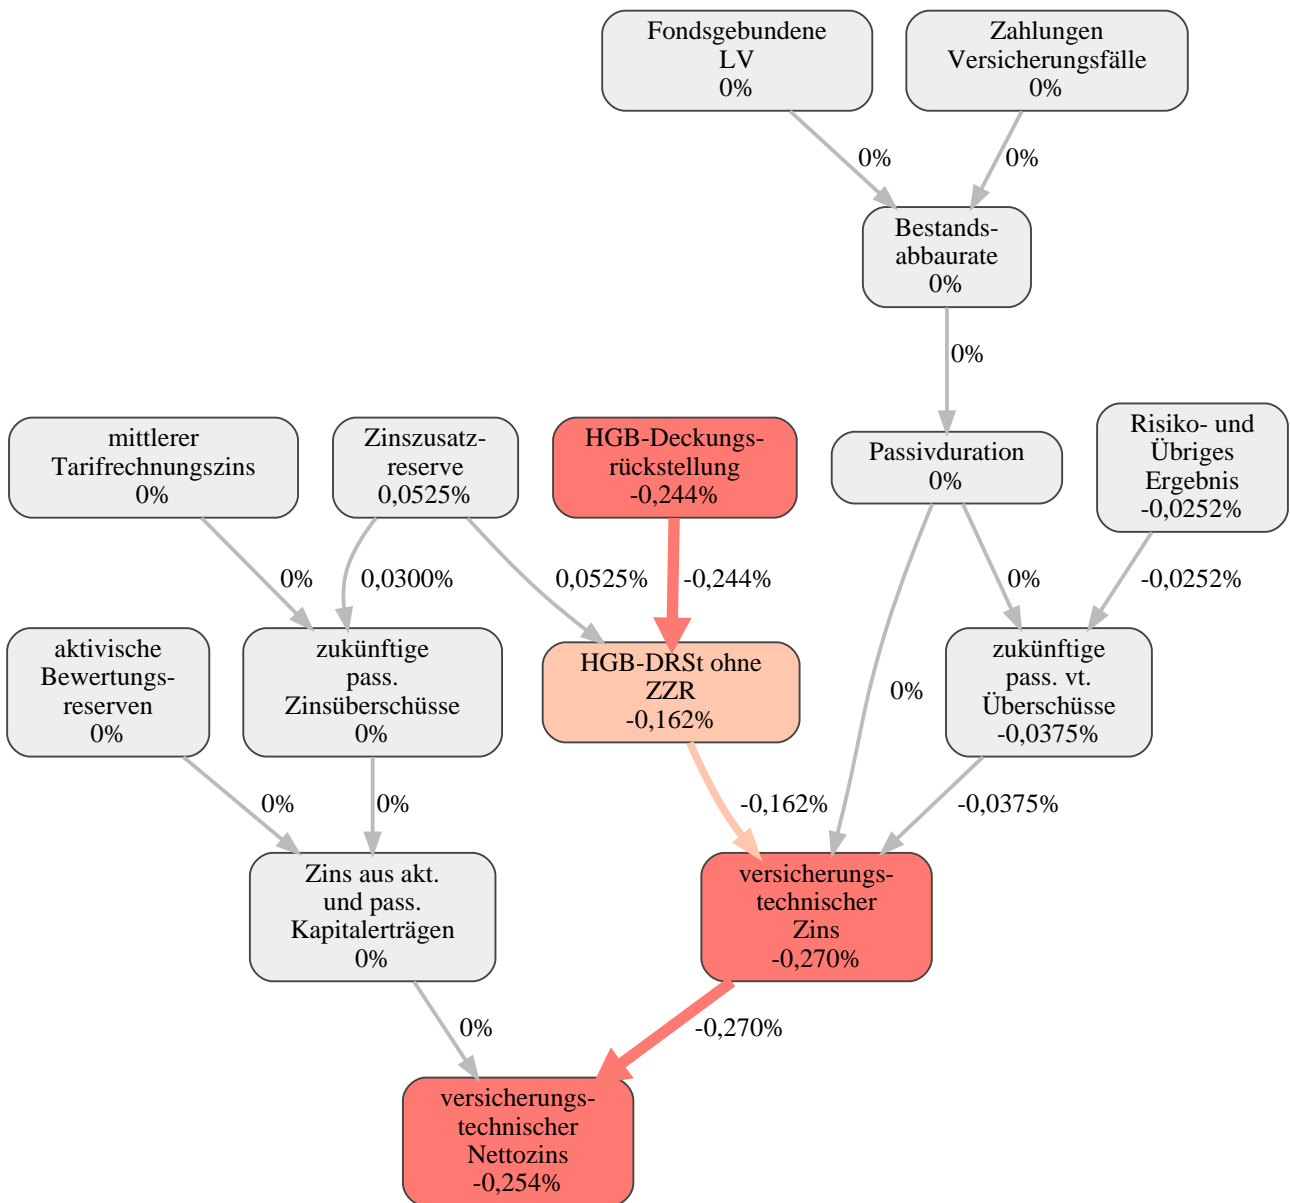 Fondsgebundene
LV
0%
Zahlungen
Versicherungsfälle
0%
0%
0%
Bestands-
abbaurate
0%
0%
mittlerer
Tarifrechnungszins
0%
Zinszusatz-
reserve
0,0525%
HGB-Deckungs-
rückstellung
-0,244%
Passivduration
0%
Risiko- und
Übriges
Ergebnis
-0,0252%
0%
0,0300%
0,0525%
-0,244%
0%
-0,0252%
aktivische
Bewertungs-
reserven
0%
zukünftige
pass.
Zinsüberschüsse
0%
HGB-DRSt ohne
ZZR
-0,162%
0%
zukünftige
pass. vt.
Überschüsse
-0,0375%
0%
0%
-0,162%
-0,0375%
Zins aus akt.
und pass.
Kapitalerträgen
0%
versicherungs-
technischer
Zins
-0,270%
0%
-0,270%
versicherungs-
technischer
Nettozins
-0,254%